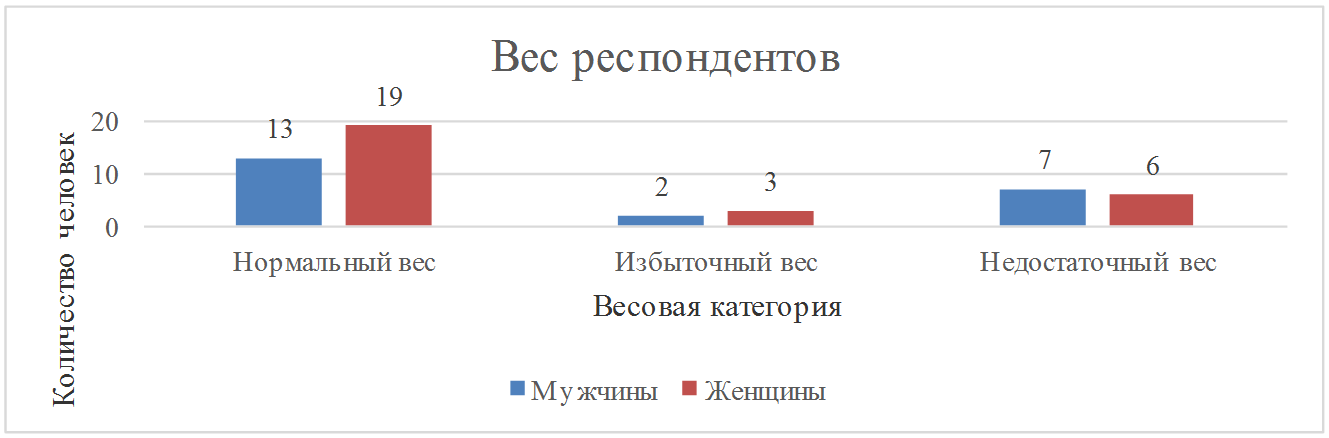 Вес респондентов
Количество человек
20
10
0
13
19
2
3
7
6
Нормальный вес
Избыточный вес
Недостаточный вес
Весовая категория
Мужчины
Женщины